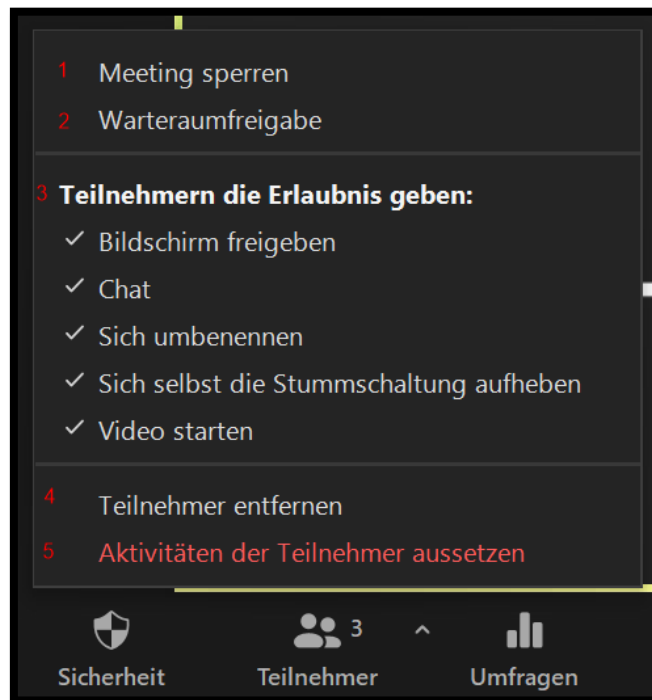 1 Meeting sperren
2 Warteraumfreigabe
3 Teilnehmern die Erlaubnis geben:
Bildschirm freigeben
Chat
Sich umbenennen
Sich selbst die Stummschaltung aufheben
Video starten
4 Teilnehmer entfernen
5 Aktivitäten der Teilnehmer aussetzen
3
Sicherheit Teilnehmer Umfragen